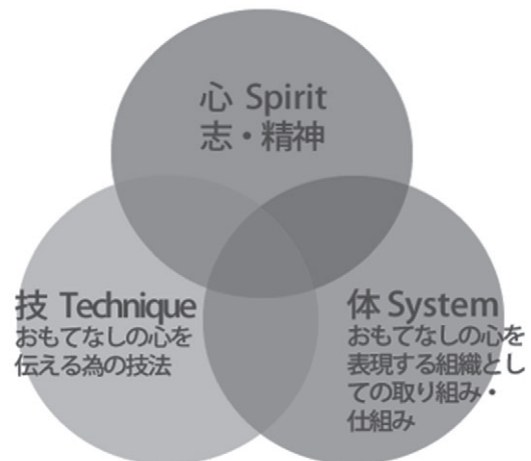 心 Spirit
志・精神
技 Technique
おもてなしの心を
伝える為の技法
体 System
おもてなしの心を
表現する組織とし
ての取り組み・
仕組み